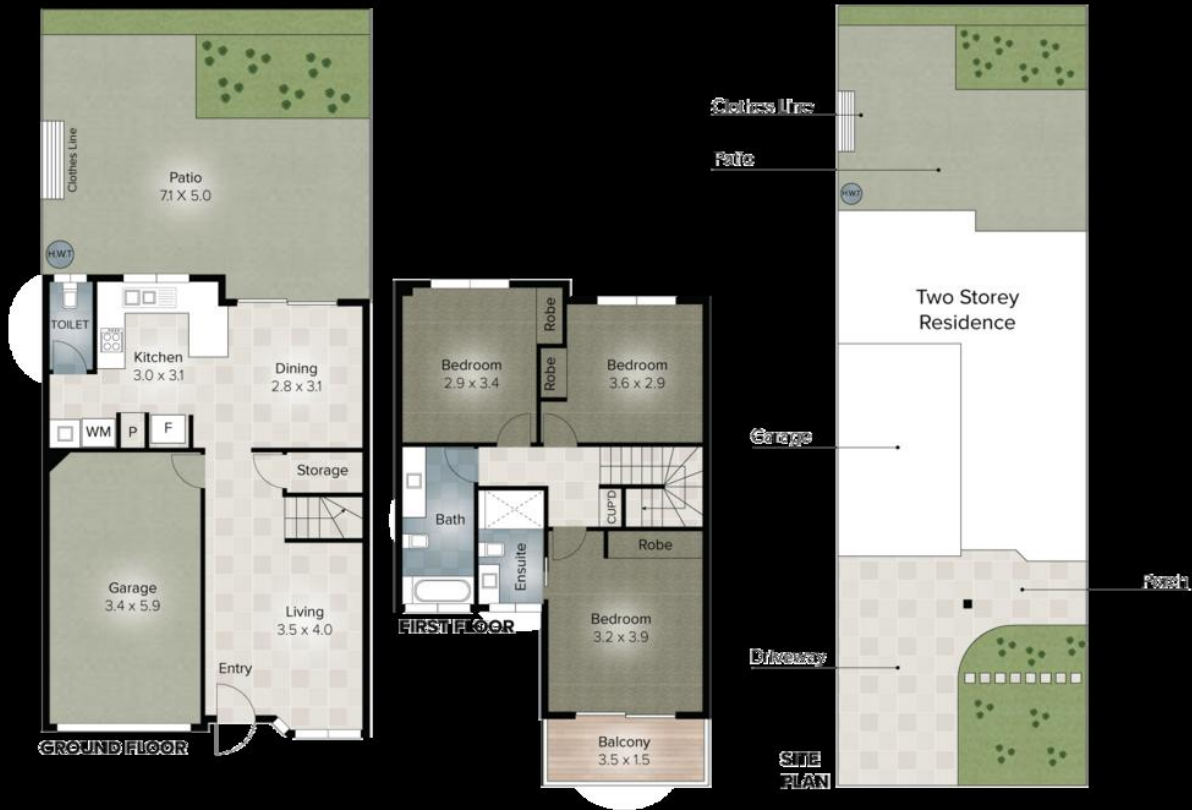 Clothes Line
Patio
7.1 X 5.0
H.W.T
TOILET
Kitchen
3.0 x 3.1
Dining
2.8 x 3.1
WM
P
F
Storage
Garage
3.4 x 5.9
Living
3.5 x 4.0
Entry
GROUND FLOOR
Bedroom
2.9 x 3.4
Robe
Robe
Bedroom
3.6 x 2.9
CUP'D
Bath
Ensuite
Robe
Bedroom
3.2 x 3.9
FIRST FLOOR
Balcony
3.5 x 1.5
Clothes Line
Patio
H.W.T
Two Storey
Residence
Garage
Porch
Driveway
SITE
PLAN